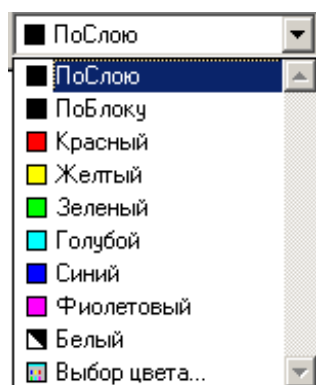 ПоСлою
ПоСлою
ПоБлоку
Красный
Желтый
Зеленый
Голубой
Синий
Фиолетовый
Белый
Выбор цвета...